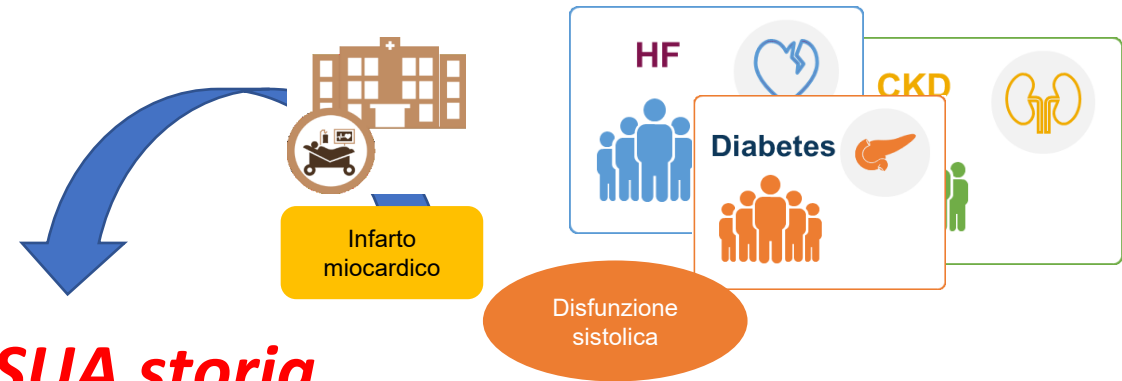 HF
CKD
Diabetes
Infarto
miocardico
Disfunzione
sistolica
SUA storia